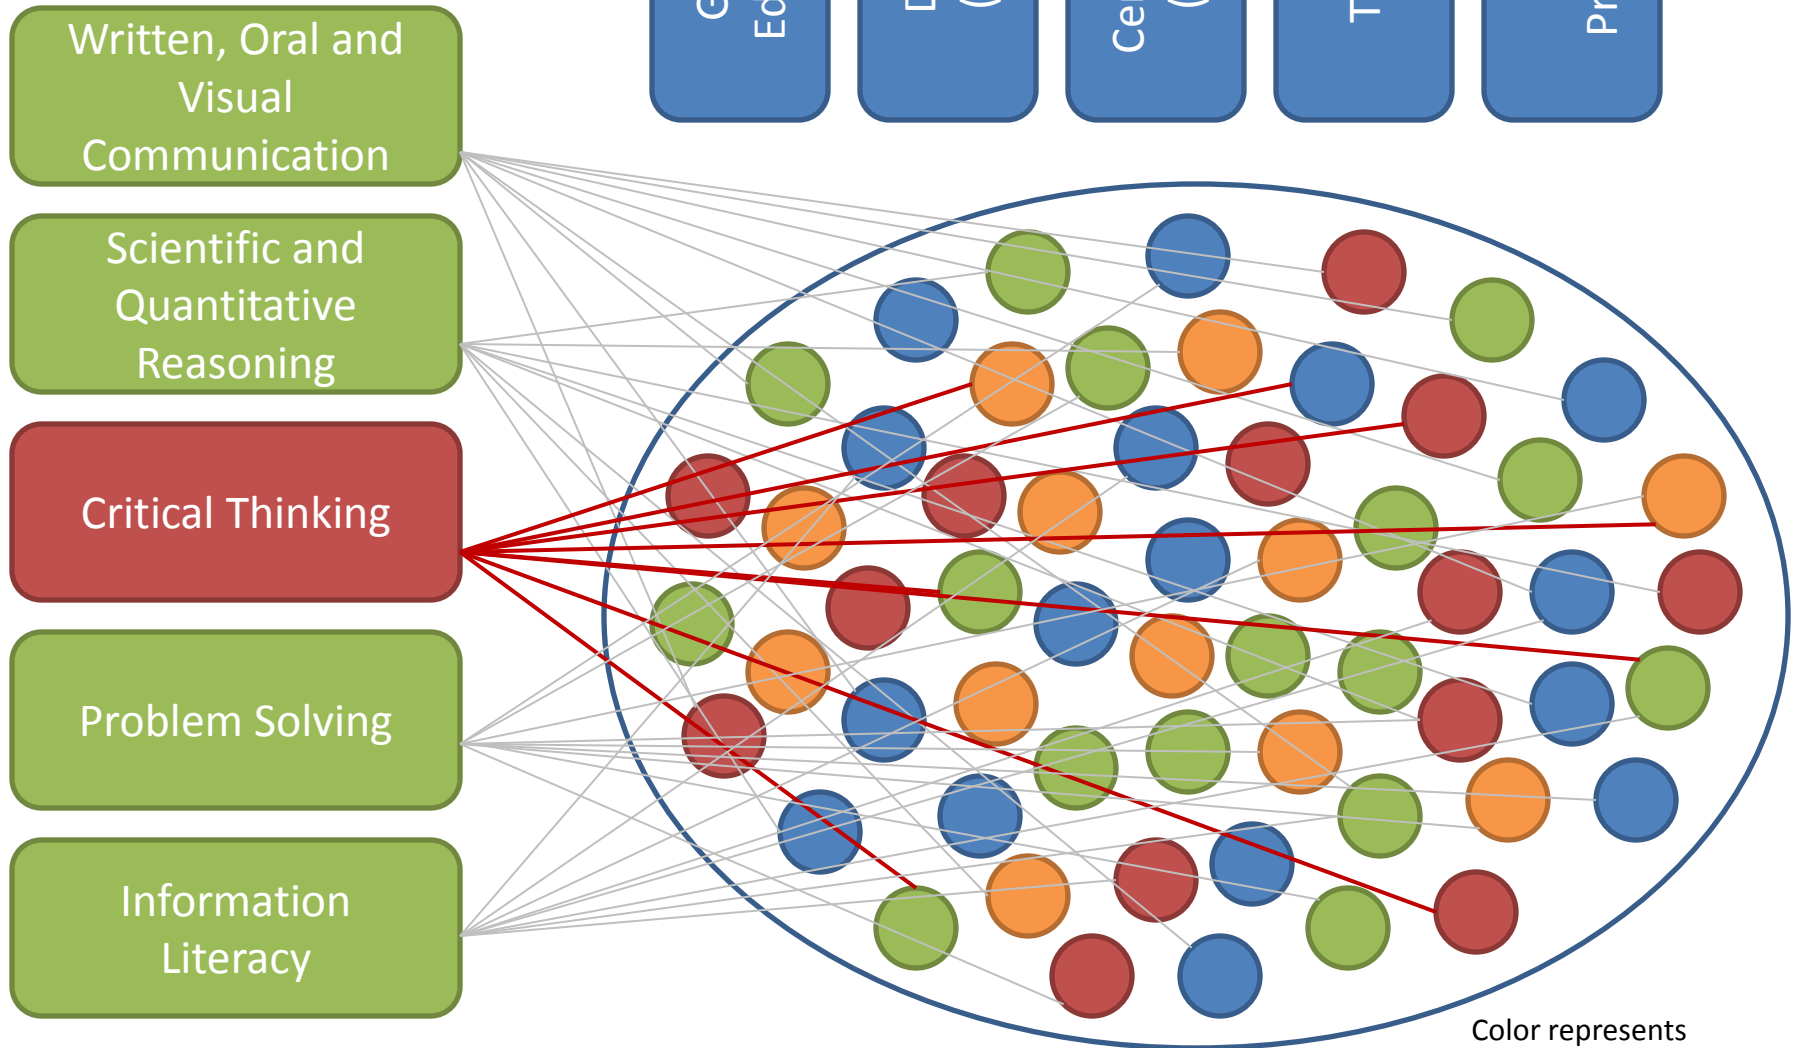 Written, Oral and
Visual
Communication
Scientific and
Quantitative
Reasoning
Critical Thinking
Problem Solving
Information
Literacy
Color represents